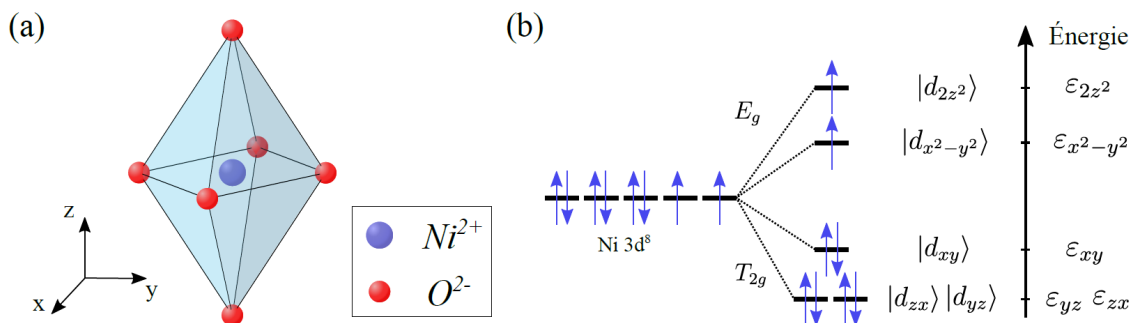 (a)
z
y
x
Ni²⁺
O²⁻
(b)
Énergie
|d_{2z²}⟩ ε_{2z²}
E_g
|d_{x²−y²}⟩ ε_{x²−y²}
Ni 3d⁸
|d_{xy}⟩ ε_{xy}
T_{2g}
|d_{zx}⟩ |d_{yz}⟩ ε_{yz} ε_{zx}